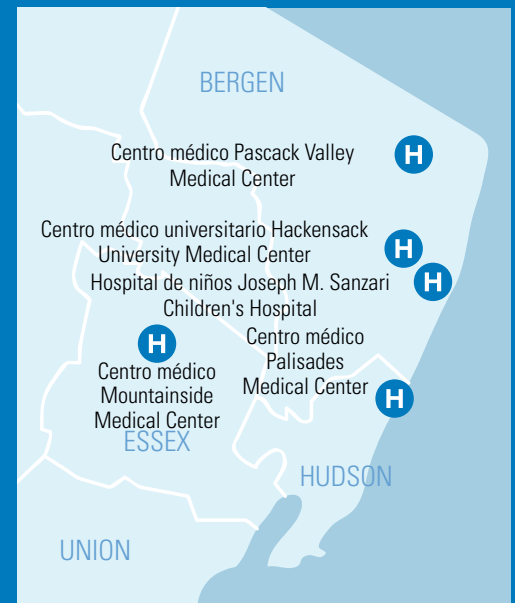 BERGEN
Centro médico Pascack Valley
Medical Center
H
Centro médico universitario Hackensack
University Medical Center
H
Hospital de niños Joseph M. Sanzari
Children's Hospital
H
H
Centro médico
Mountainside
Medical Center
Centro médico
Palisades
Medical Center
H
ESSEX
HUDSON
UNION